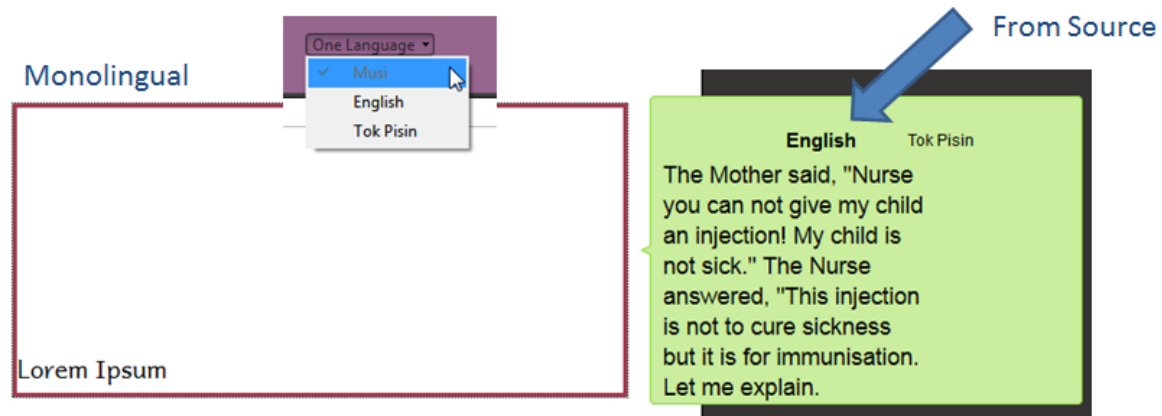 Monolingual
One Language
Musi
English
Tok Pisin
Lorem Ipsum
From Source
English Tok Pisin
The Mother said, "Nurse
you can not give my child
an injection! My child is
not sick." The Nurse
answered, "This injection
is not to cure sickness
but it is for immunisation.
Let me explain.